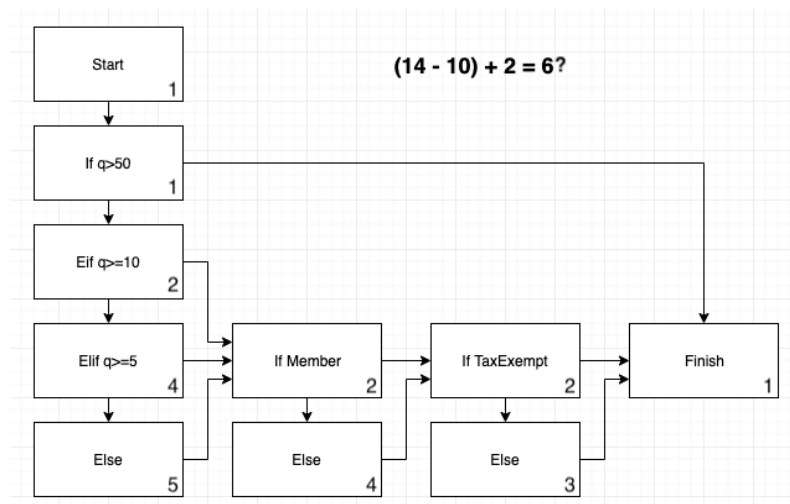 Start
1
(14 - 10) + 2 = 6?
If q>50
1
Eif q>=10
2
Elif q>=5
4
If Member
2
If TaxExempt
2
Finish
1
Else
5
Else
4
Else
3